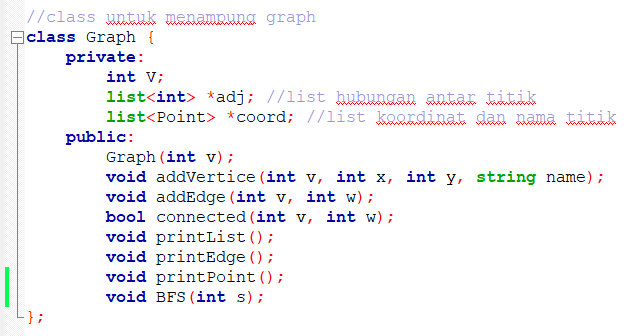 //class untuk menampung graph
class Graph {
    private:
        int V;
        list<int> *adj; //list hubungan antar titik
        list<Point> *coord; //list koordinat dan nama titik
    public:
        Graph(int v);
        void addVertice(int v, int x, int y, string name);
        void addEdge(int v, int w);
        bool connected(int v, int w);
        void printList();
        void printEdge();
        void printPoint();
        void BFS(int s);
};